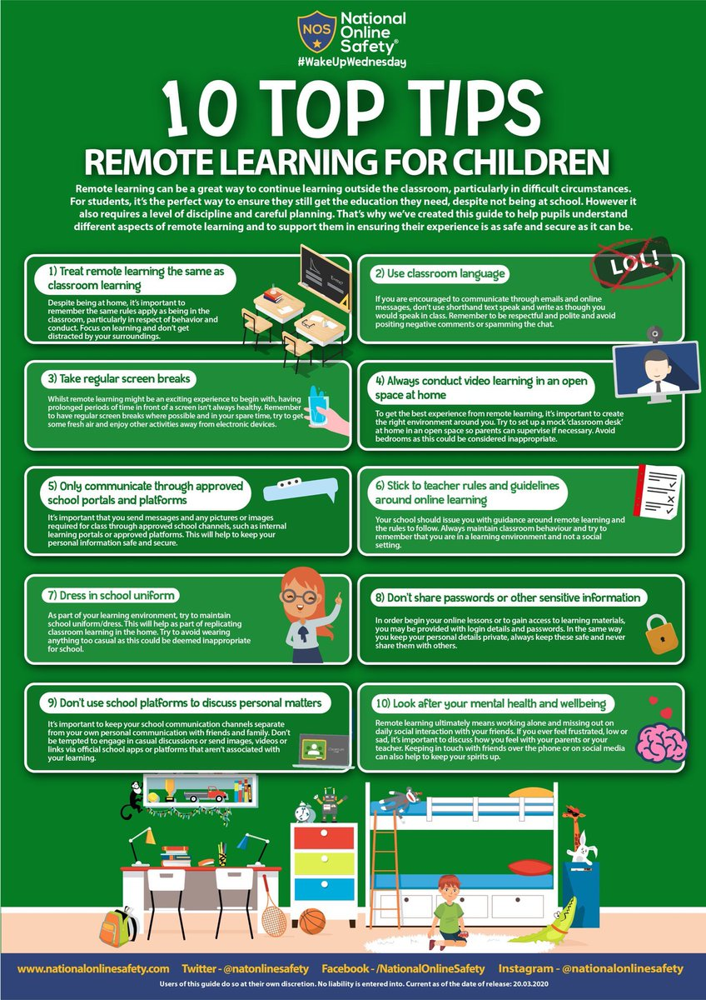 NOS
National
Online
Safety®
#WakeUpWednesday
10 TOP TIPS
REMOTE LEARNING FOR CHILDREN
Remote learning can be a great way to continue learning outside the classroom, particularly in difficult circumstances.
For students, it's the perfect way to ensure they still get the education they need, despite not being at school. However it
also requires a level of discipline and careful planning. That's why we've created this guide to help pupils understand
different aspects of remote learning and to support them in ensuring their experience is as safe and secure as it can be.
1) Treat remote learning the same as
classroom learning
Despite being at home, it's important to
remember the same rules apply as being in the
classroom, particularly in respect of behavior and
conduct. Focus on learning and don't get
distracted by your surroundings.
2) Use classroom language
LOL!
If you are encouraged to communicate through emails and online
messages, don't use shorthand text speak and write as though you
would speak in class. Remember to be respectful and polite and avoid
positing negative comments or spamming the chat.
3) Take regular screen breaks
Whilst remote learning might be an exciting experience to begin with, having
prolonged periods of time in front of a screen isn't always healthy. Remember
to have regular screen breaks where possible and in your spare time, try to get
some fresh air and enjoy other activities away from electronic devices.
4) Always conduct video learning in an open
space at home
To get the best experience from remote learning, it's important to create
the right environment around you. Try to set up a mock 'classroom desk'
at home in an open space so parents can supervise if necessary. Avoid
bedrooms as this could be considered inappropriate.
5) Only communicate through approved
school portals and platforms
It's important that you send messages and any pictures or images
required for class through approved school channels, such as internal
learning portals or approved platforms. This will help to keep your
personal information safe and secure.
6) Stick to teacher rules and guidelines
around online learning
Your school should issue you with guidance around remote learning and
the rules to follow. Always maintain classroom behaviour and try to
remember that you are in a learning environment and not a social
setting.
7) Dress in school uniform
As part of your learning environment, try to maintain
school uniform/dress. This will help as part of replicating
classroom learning in the home. Try to avoid wearing
anything too casual as this could be deemed inappropriate
for school.
8) Don't share passwords or other sensitive information
In order begin your online lessons or to gain access to learning materials,
you may be provided with login details and passwords. In the same way
you keep your personal details private, always keep these safe and never
share them with others.
9) Don't use school platforms to discuss personal matters
It's important to keep your school communication channels separate
from your own personal communication with friends and family. Don't
be tempted to engage in casual discussions or send images, videos or
links via official school apps or platforms that aren't associated with
your learning.
10) Look after your mental health and wellbeing
Remote learning ultimately means working alone and missing out on
daily social interaction with your friends. If you ever feel frustrated, low or
sad, it's important to discuss how you feel with your parents or your
teacher. Keeping in touch with friends over the phone or on social media
can also help to keep your spirits up.
www.nationalonlinesafety.com Twitter - @natonlinesafety Facebook - /NationalOnlineSafety Instagram - @nationalonlinesafety
Users of this guide do so at their own discretion. No liability is entered into. Current as of the date of release: 20.03.2020